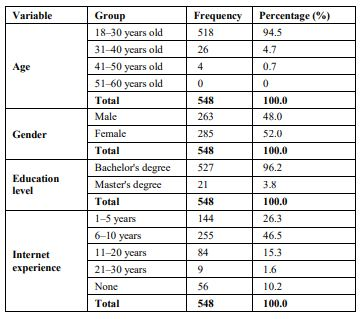 Variable Group Frequency Percentage (%)
Age
18–30 years old 518 94.5
31–40 years old 26 4.7
41–50 years old 4 0.7
51–60 years old 0 0
Total 548 100.0
Gender
Male 263 48.0
Female 285 52.0
Total 548 100.0
Education
level
Bachelor's degree 527 96.2
Master's degree 21 3.8
Total 548 100.0
Internet
experience
1–5 years 144 26.3
6–10 years 255 46.5
11–20 years 84 15.3
21–30 years 9 1.6
None 56 10.2
Total 548 100.0